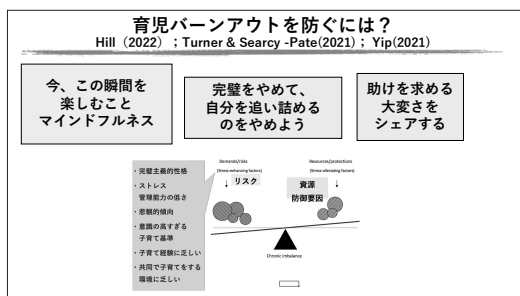 育児バーンアウトを防ぐには？
Hill（2022）；Turner & Searcy -Pate(2021)； Yip(2021)
今、この瞬間を
楽しむこと
マインドフルネス
完璧をやめて、
自分を追い詰める
のをやめよう
助けを求める
大変さを
シェアする
・完璧主義的性格
・ストレス
管理能力の低さ
・悲観的傾向
・意識の高すぎる
子育て基準
・子育て経験に乏しい
・共同で子育てをする
環境に乏しい
Demands/risks
(Stress enhancing factors)
リスク
Resources/protections
(Stress alleviating factors)
資源
防御要因
Chronic imbalance